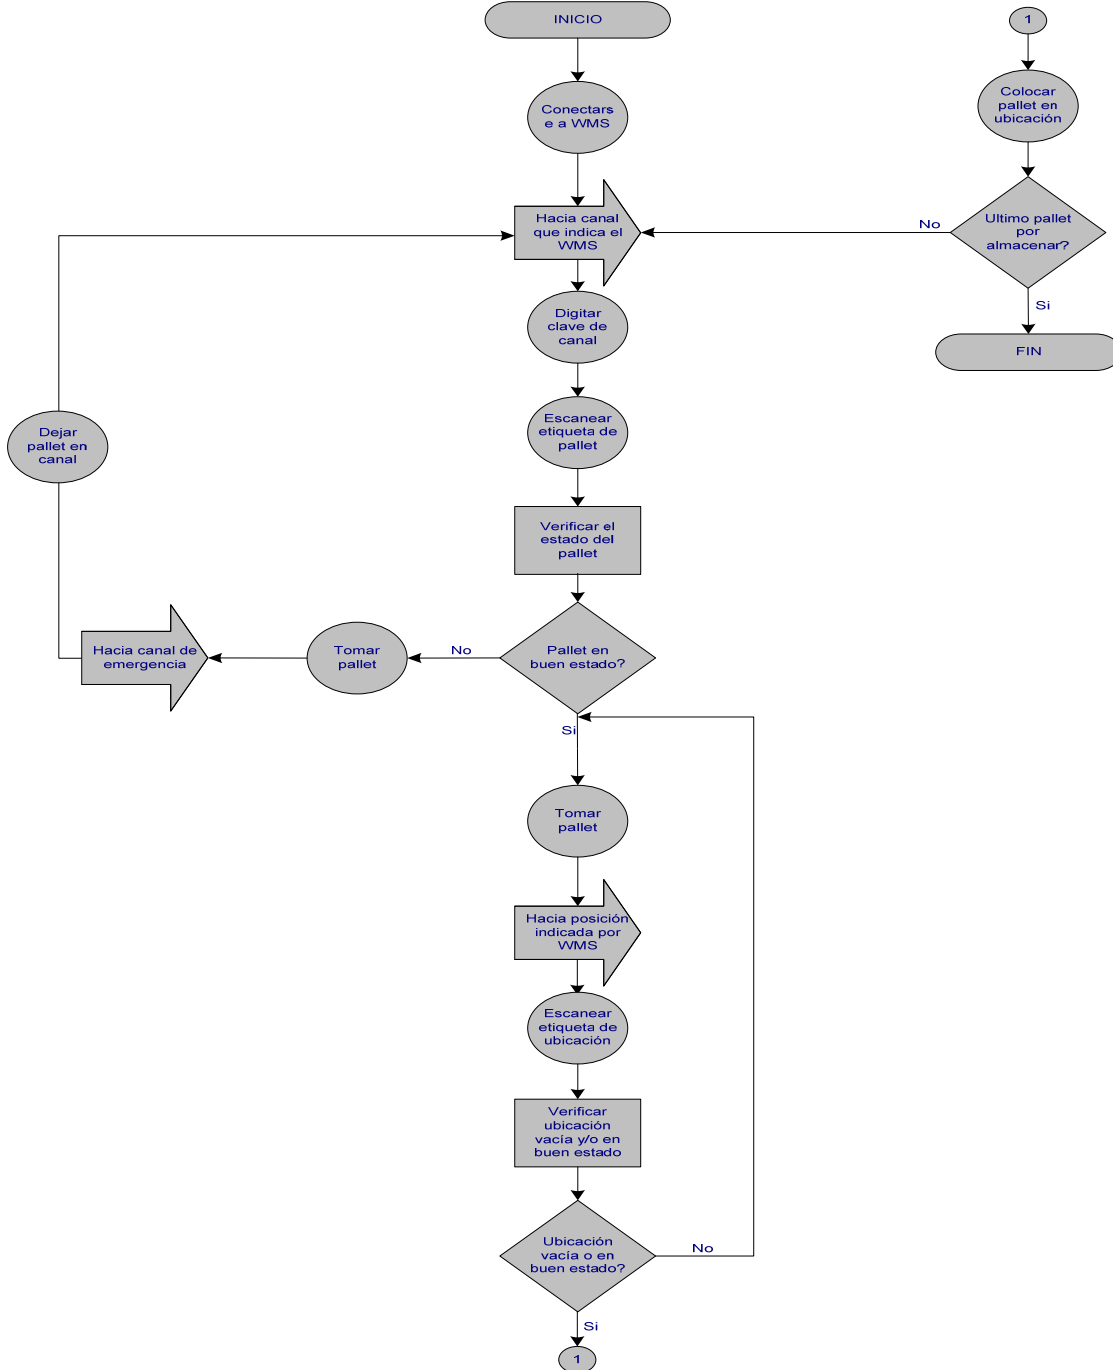 INICIO
Conectars
e a WMS
Hacia canal
que indica el
WMS
Digitar
clave de
canal
Escanear
etiqueta de
pallet
Verificar el
estado del
pallet
Pallet en
buen estado?
No
Tomar
pallet
Hacia canal de
emergencia
Dejar
pallet en
canal
Si
Tomar
pallet
Hacia posición
indicada por
WMS
Escanear
etiqueta de
ubicación
Verificar
ubicación
vacía y/o en
buen estado
Ubicación
vacía o en
buen estado?
No
Si
1
1
Colocar
pallet en
ubicación
Ultimo pallet
por
almacenar?
No
Si
FIN